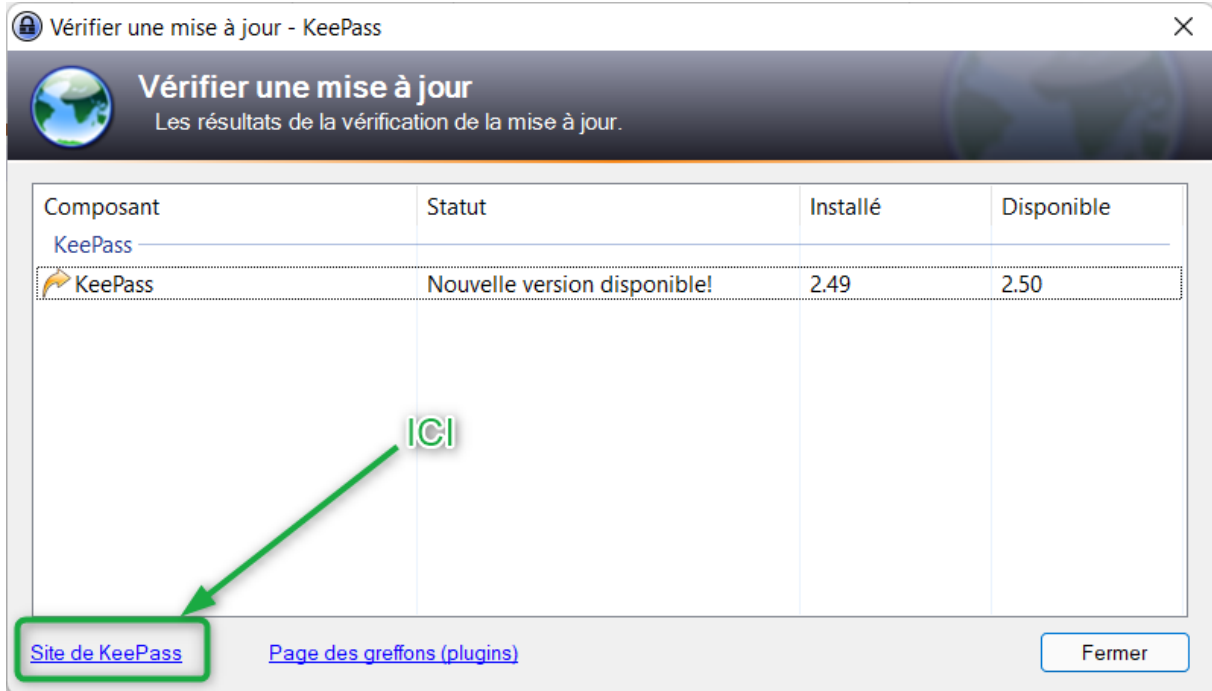 Vérifier une mise à jour - KeePass
Vérifier une mise à jour
Les résultats de la vérification de la mise à jour.
Composant Statut Installé Disponible
KeePass
KeePass Nouvelle version disponible! 2.49 2.50
ICI
Site de KeePass Page des greffons (plugins) Fermer